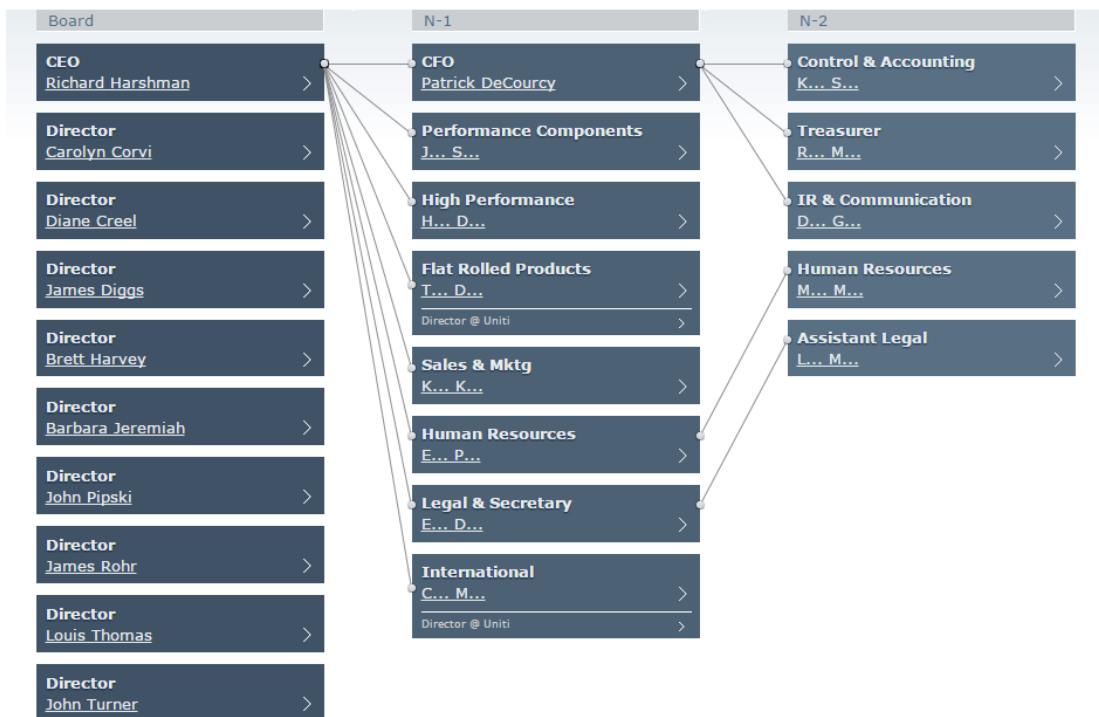 Board
CEO
Richard Harshman
Director
Carolyn Corvi
Director
Diane Creel
Director
James Diggs
Director
Brett Harvey
Director
Barbara Jeremiah
Director
John Pipski
Director
James Rohr
Director
Louis Thomas
Director
John Turner
N-1
CFO
Patrick DeCourcy
Performance Components
J... S...
High Performance
H... D...
Flat Rolled Products
T... D...
Director @ Uniti
Sales & Mktg
K... K...
Human Resources
E... P...
Legal & Secretary
E... D...
International
C... M...
Director @ Uniti
N-2
Control & Accounting
K... S...
Treasurer
R... M...
IR & Communication
D... G...
Human Resources
M... M...
Assistant Legal
L... M...